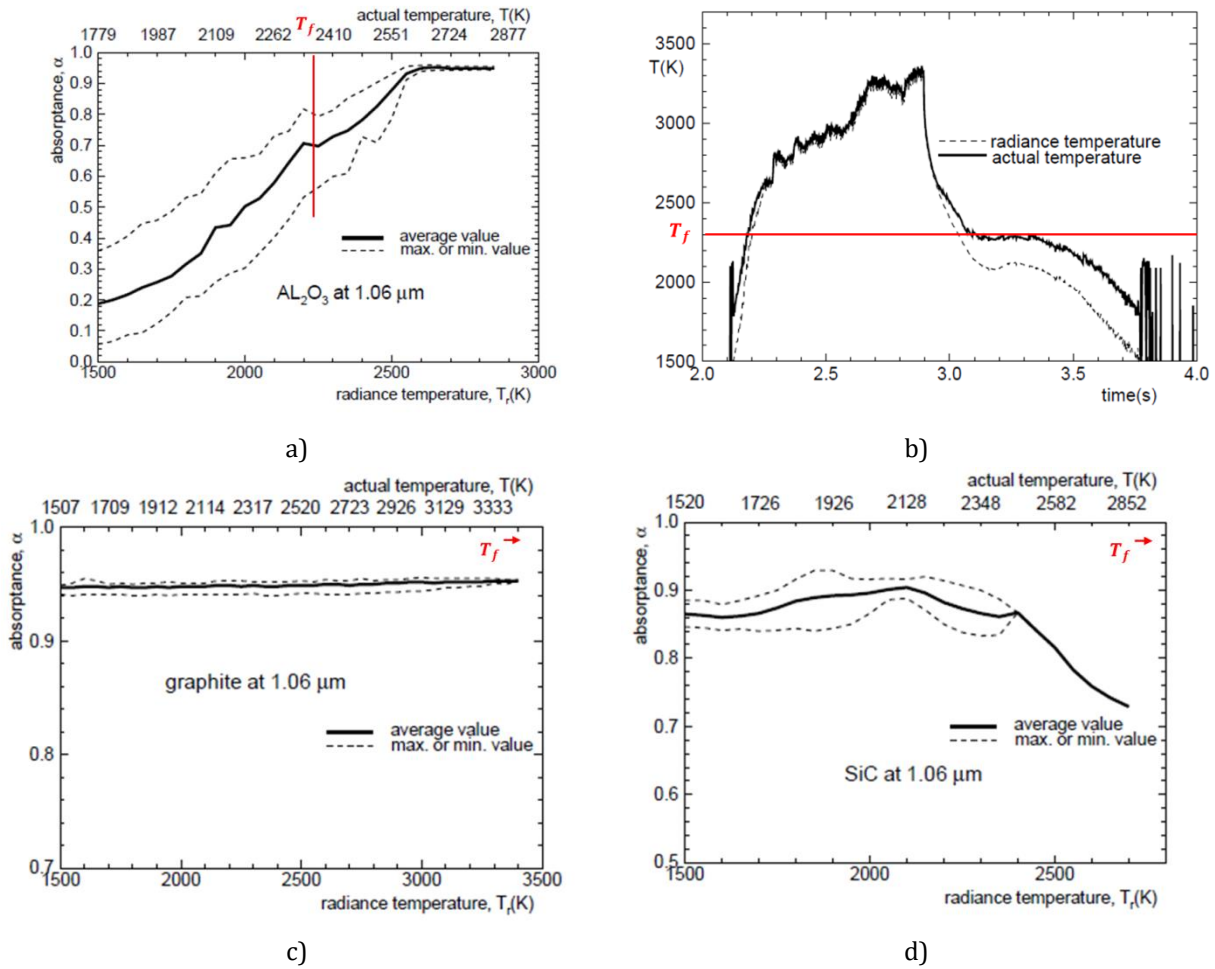 actual temperature, T(K)
T_f
1779 1987 2109 2262 2410 2551 2724 2877
absorptance, α
1.0
0.9
0.8
0.7
0.6
0.5
0.4
0.3
0.2
0.1
0.0
average value
max. or min. value
AL₂O₃ at 1.06 μm
1500 2000 2500 3000
radiance temperature, Tᵣ(K)
a)
3500
T(K)
3000
radiance temperature
actual temperature
2500
T_f
2000
1500
2.0 2.5 3.0 3.5 4.0
time(s)
b)
actual temperature, T(K)
1507 1709 1912 2114 2317 2520 2723 2926 3129 3333
absorptance, α
1.0
T_f
0.9
graphite at 1.06 μm
average value
max. or min. value
0.8
0.7
1500 2000 2500 3000 3500
radiance temperature, Tᵣ(K)
c)
actual temperature, T(K)
1520 1726 1926 2128 2348 2582 2852
absorptance, α
1.0
T_f
0.9
0.8
0.7
average value
max. or min. value
0.6
SiC at 1.06 μm
0.5
1500 2000 2500
radiance temperature, Tᵣ(K)
d)